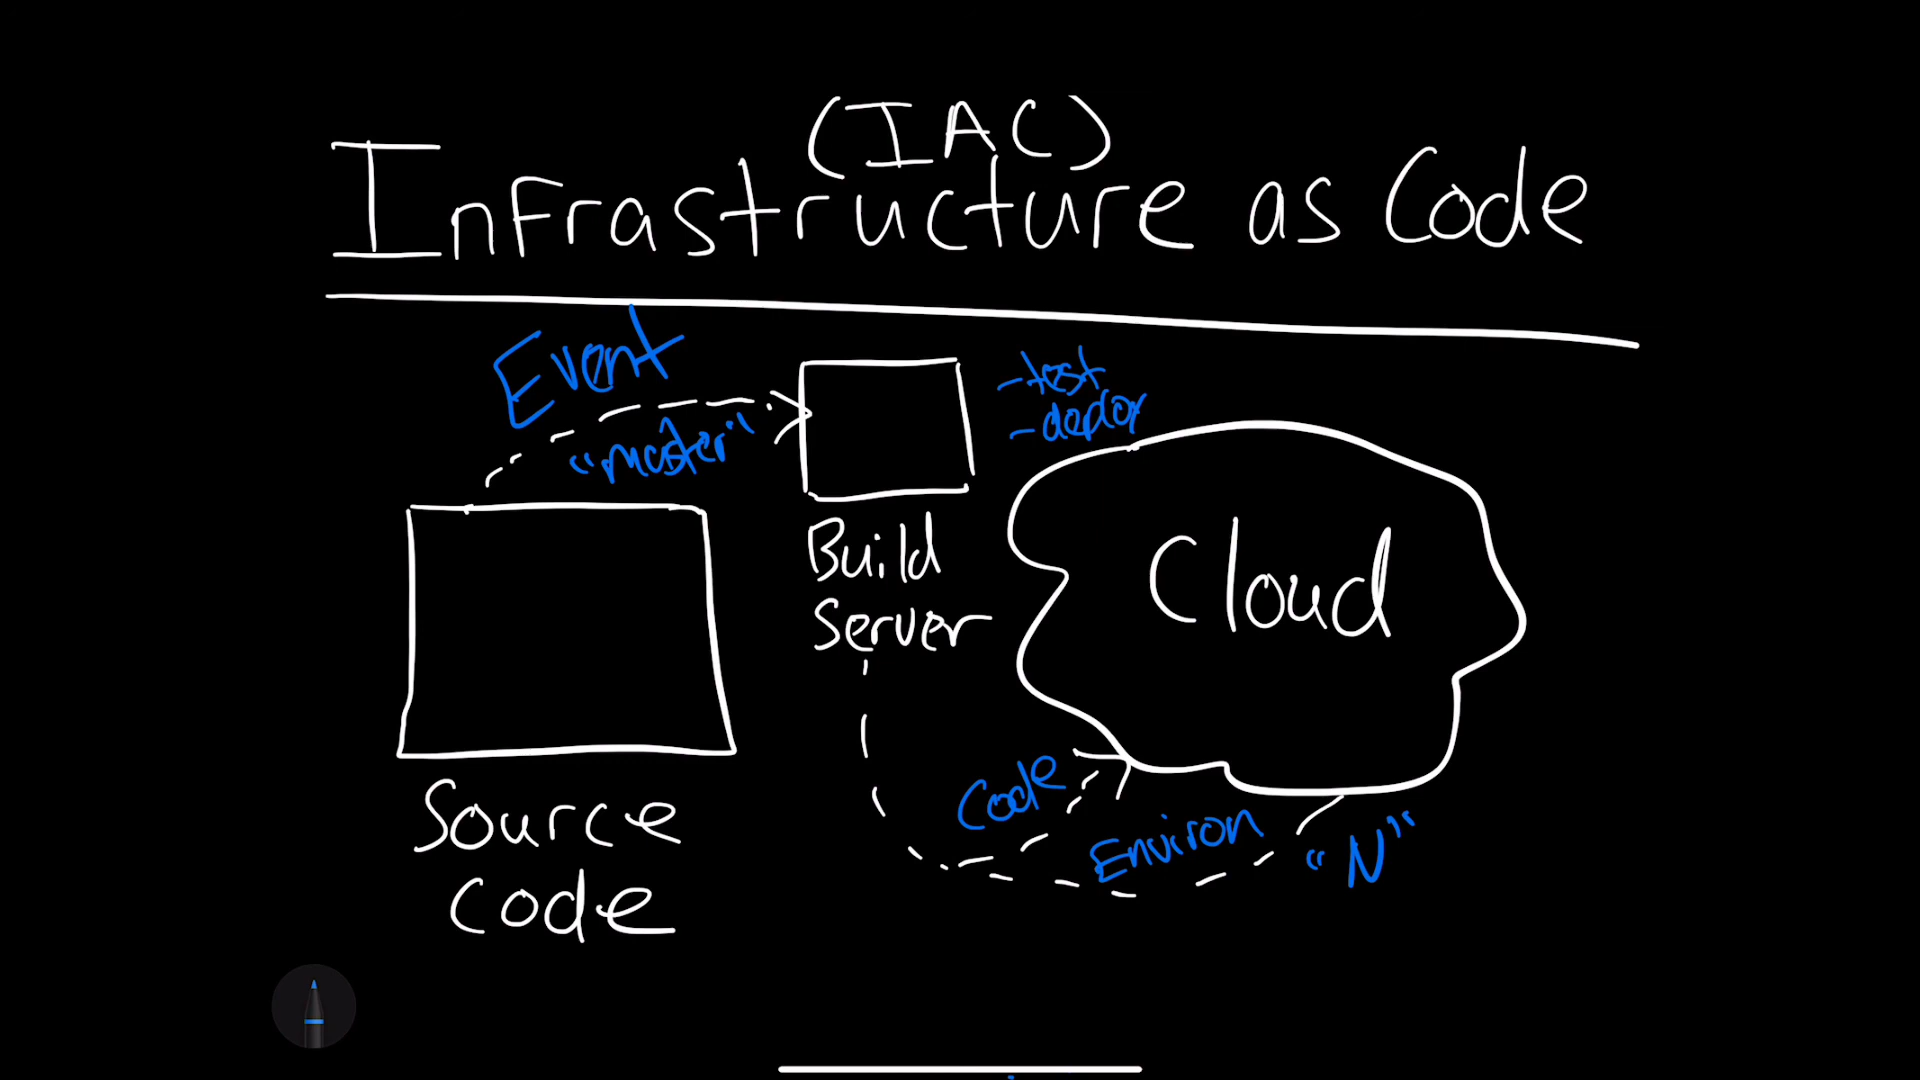 (IAC)
Infrastructure as Code
Event
"master"
-test
-deploy
Build
Server
Cloud
Source
Code
Code
Environ
"N"